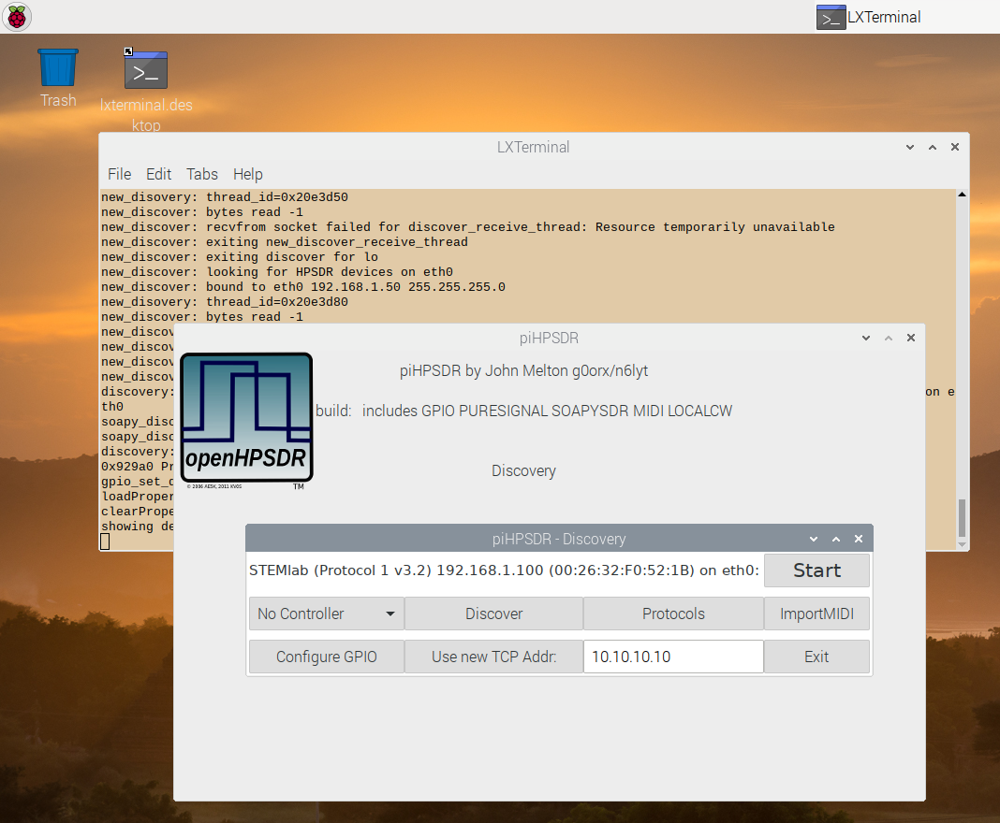 LXTerminal
Trash
lxterminal.des
ktop
LXTerminal
File Edit Tabs Help
new_disovery: thread_id=0x20e3d50
new_discover: bytes read -1
new_discover: recvfrom socket failed for discover_receive_thread: Resource temporarily unavailable
new_discover: exiting new_discover_receive_thread
new_discover: exiting discover for lo
new_discover: looking for HPSDR devices on eth0
new_discover: bound to eth0 192.168.1.50 255.255.255.0
new_disovery: thread_id=0x20e3d80
new_discover: bytes read -1
new_discov
new_disco
new_disco
new_disco
discovery: on e
th0
soapy_disc
soapy_disc
discovery:
0x929a0 Pr
gpio_set_d
loadProper
clearPrope
showing de
piHPSDR
piHPSDR by John Melton g0orx/n6lyt
build: includes GPIO PURESIGNAL SOAPYSDR MIDI LOCALCW
openHPSDR
© 2006 AE5K, 2011 KV0S TM
Discovery
piHPSDR - Discovery
STEMlab (Protocol 1 v3.2) 192.168.1.100 (00:26:32:F0:52:1B) on eth0: Start
No Controller Discover Protocols ImportMIDI
Configure GPIO Use new TCP Addr: 10.10.10.10 Exit